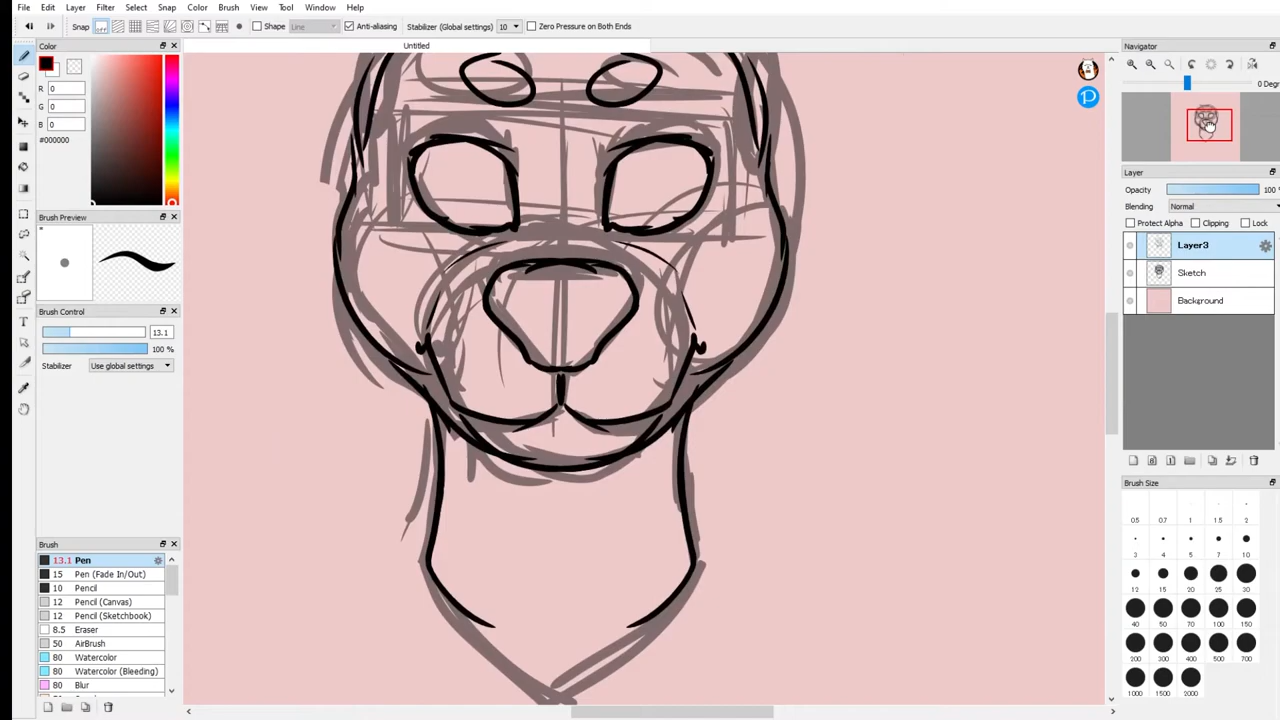 File Edit Layer Filter Select Snap Color Brush View Tool Window Help
Snap OFF Shape Line Anti-aliasing Stabilizer (Global settings) 10 Zero Pressure on Both Ends
Color
Untitled
Navigator
R 0
G 0
B 0
#000000
0 Degr
Layer
Opacity 100 %
Blending Normal
Protect Alpha Clipping Lock
Layer3
Sketch
Background
Brush Preview
Brush Control
13.1
100 %
Stabilizer Use global settings
Brush
13.1 Pen
15 Pen (Fade In/Out)
10 Pencil
12 Pencil (Canvas)
12 Pencil (Sketchbook)
8.5 Eraser
50 AirBrush
80 Watercolor
80 Watercolor (Bleeding)
80 Blur
Brush Size
0.5 0.7 1 1.5 2
3 4 5 7 10
12 15 20 25 30
40 50 70 100 150
200 300 400 500 700
1000 1500 2000